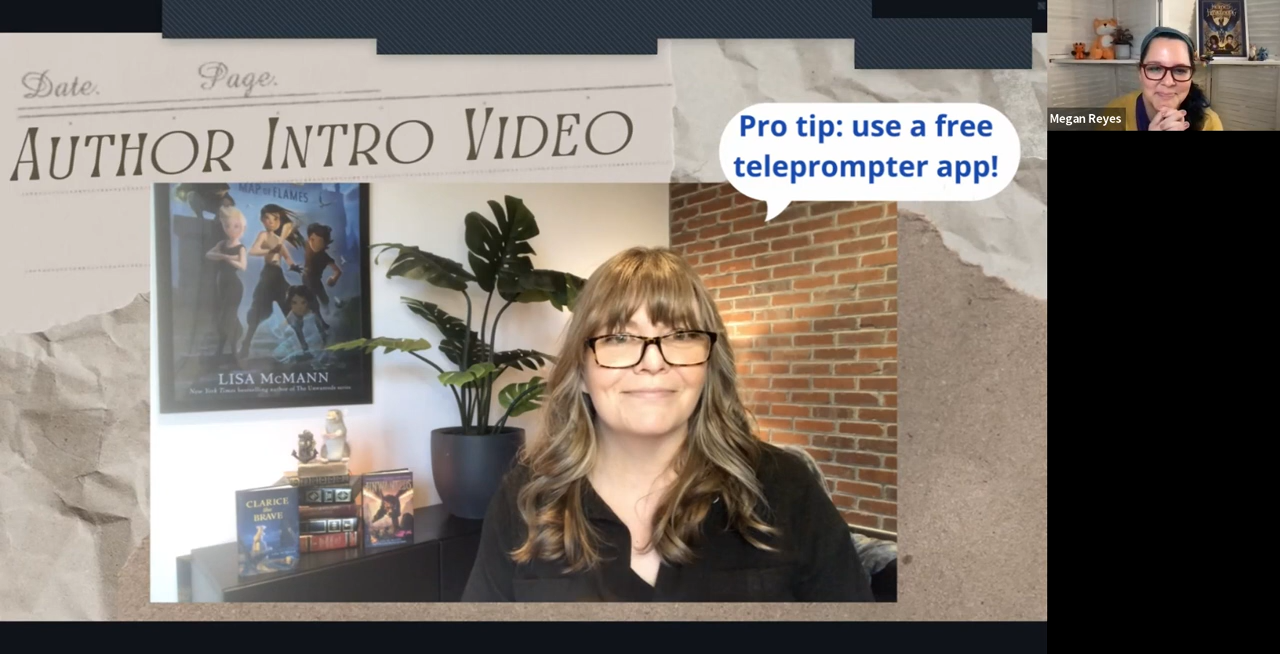 Date.
Page.
AUTHOR INTRO VIDEO
Pro tip: use a free
teleprompter app!
Megan Reyes
MAP OF FLAMES
LISA McMANN
New York Times bestselling author of The Unwanteds series
CLARICE
the
BRAVE